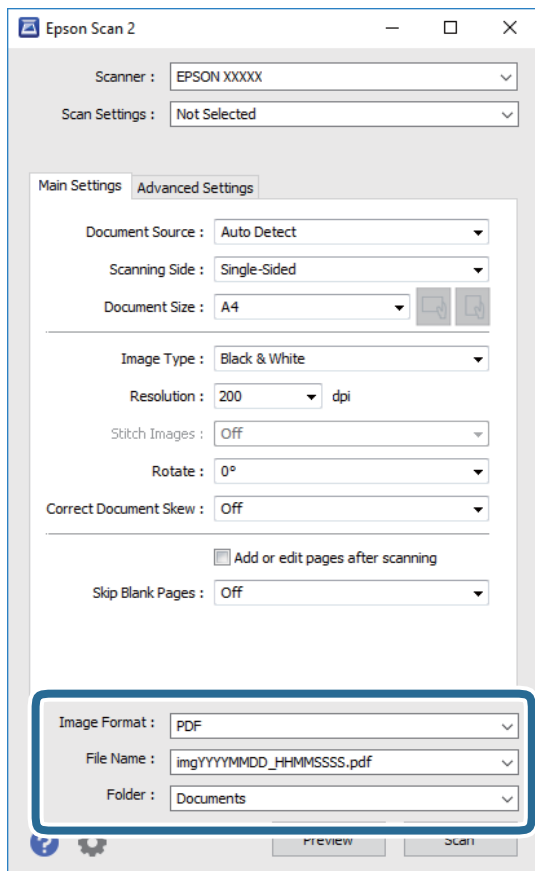 Epson Scan 2
Scanner : EPSON XXXXX
Scan Settings : Not Selected
Main Settings Advanced Settings
Document Source : Auto Detect
Scanning Side : Single-Sided
Document Size : A4
Image Type : Black & White
Resolution : 200 dpi
Stitch Images : Off
Rotate : 0°
Correct Document Skew : Off
Add or edit pages after scanning
Skip Blank Pages : Off
Image Format : PDF
File Name : imgYYYYMMDD_HHMMSSSS.pdf
Folder : Documents
? Preview Scan